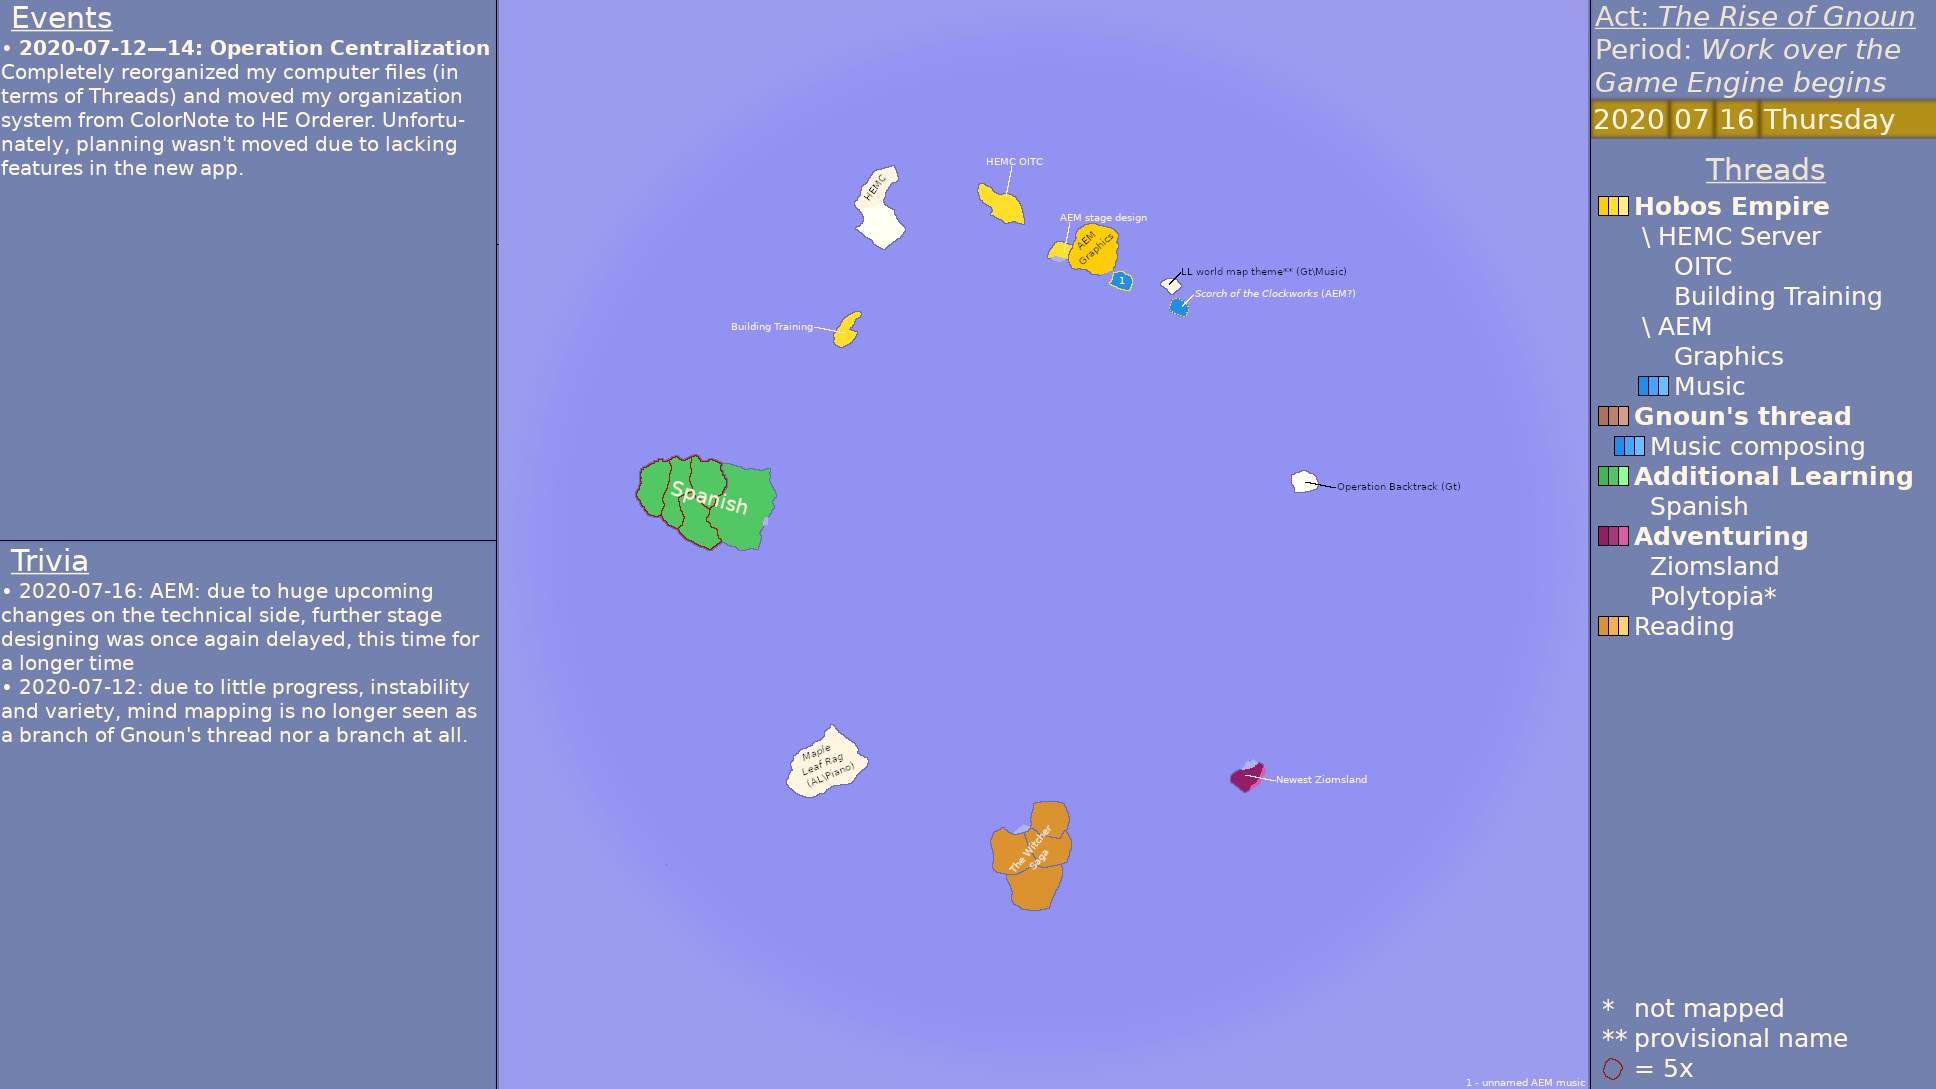 Events
• 2020-07-12—14: Operation Centralization
Completely reorganized my computer files (in
terms of Threads) and moved my organization
system from ColorNote to HE Orderer. Unfortu-
nately, planning wasn't moved due to lacking
features in the new app.
Trivia
• 2020-07-16: AEM: due to huge upcoming
changes on the technical side, further stage
designing was once again delayed, this time for
a longer time
• 2020-07-12: due to little progress, instability
and variety, mind mapping is no longer seen as
a branch of Gnoun's thread nor a branch at all.
HEMC OITC
HEMC
AEM stage design
AEM
Graphics
1
LL world map theme** (Gt\Music)
Scorch of the Clockworks (AEM?)
Building Training
Spanish
Operation Backtrack (Gt)
Maple
Leaf Rag
(AL\Piano)
Newest Ziomsland
The Witcher
Saga
1 - unnamed AEM music
Act: The Rise of Gnoun
Period: Work over the
Game Engine begins
2020 07 16 Thursday
Threads
Hobos Empire
\ HEMC Server
OITC
Building Training
\ AEM
Graphics
Music
Gnoun's thread
Music composing
Additional Learning
Spanish
Adventuring
Ziomsland
Polytopia*
Reading
* not mapped
** provisional name
= 5x